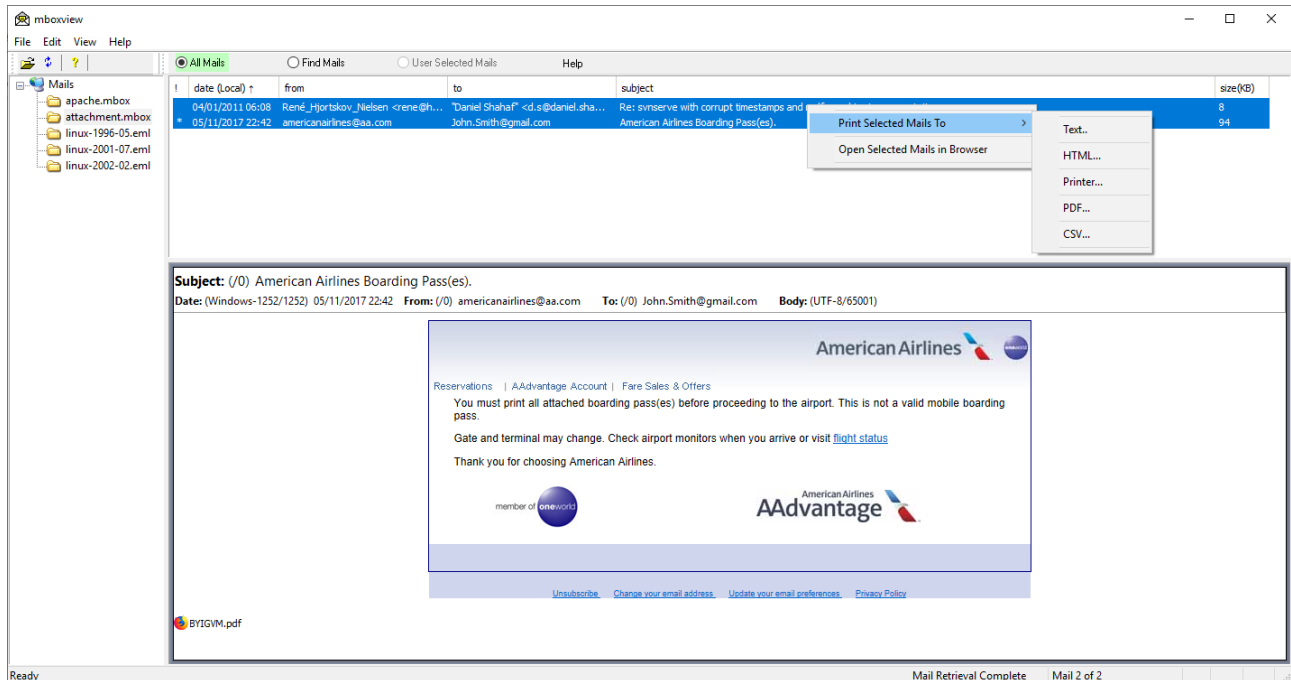 mboxview
File Edit View Help
All Mails Find Mails User Selected Mails Help
Mails
apache.mbox
attachment.mbox
linux-1996-05.eml
linux-2001-07.eml
linux-2002-02.eml
! date (Local) ↑ from to subject size(KB)
04/01/2011 06:08 René_Hjortskov_Nielsen <rene@h... "Daniel Shahaf" <d.s@daniel.sha... Re: svnserve with corrupt timestamps and 8
* 05/11/2017 22:42 americanairlines@aa.com John.Smith@gmail.com American Airlines Boarding Pass(es). 94
Print Selected Mails To >
Open Selected Mails in Browser
Text..
HTML...
Printer...
PDF...
CSV...
Subject: (/0) American Airlines Boarding Pass(es).
Date: (Windows-1252/1252) 05/11/2017 22:42 From: (/0) americanairlines@aa.com To: (/0) John.Smith@gmail.com Body: (UTF-8/65001)
American Airlines oneworld
Reservations | AAdvantage Account | Fare Sales & Offers
You must print all attached boarding pass(es) before proceeding to the airport. This is not a valid mobile boarding
pass.
Gate and terminal may change. Check airport monitors when you arrive or visit flight status
Thank you for choosing American Airlines.
member of oneworld
American Airlines
AAdvantage
Unsubscribe Change your email address Update your email preferences Privacy Policy
BYIGVM.pdf
Ready Mail Retrieval Complete Mail 2 of 2